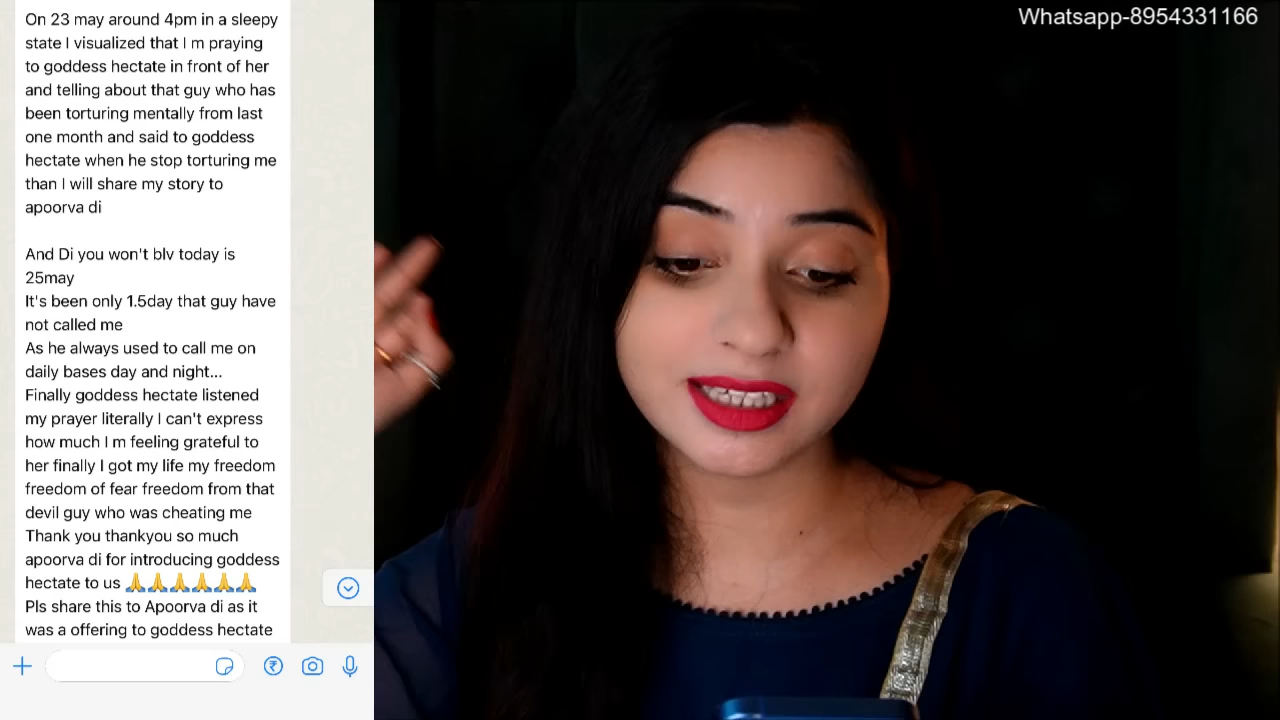 On 23 may around 4pm in a sleepy
state I visualized that I m praying
to goddess hectate in front of her
and telling about that guy who has
been torturing mentally from last
one month and said to goddess
hectate when he stop torturing me
than I will share my story to
apoorva di
And Di you won't blv today is
25may
It's been only 1.5day that guy have
not called me
As he always used to call me on
daily bases day and night...
Finally goddess hectate listened
my prayer literally I can't express
how much I m feeling grateful to
her finally I got my life my freedom
freedom of fear freedom from that
devil guy who was cheating me
Thank you thankyou so much
apoorva di for introducing goddess
hectate to us 🙏🙏🙏🙏🙏🙏
Pls share this to Apoorva di as it
was a offering to goddess hectate
Whatsapp-8954331166